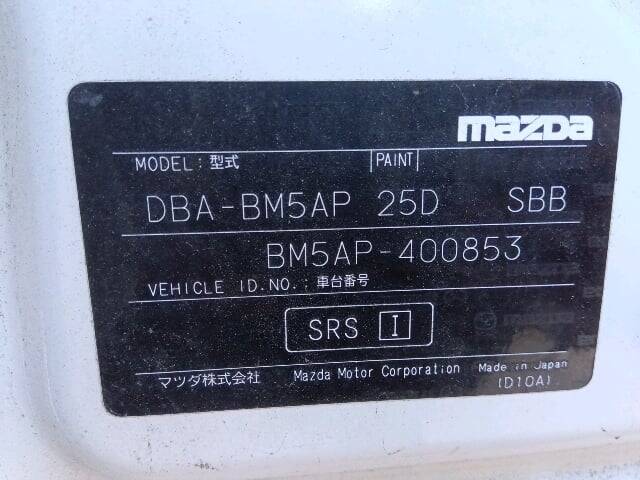 mazda
MODEL: 型式 PAINT
DBA-BM5AP 25D SBB
BM5AP-400853
VEHICLE ID.NO.: 車台番号
SRS I
マツダ株式会社 Mazda Motor Corporation Made in Japan
(D10A)